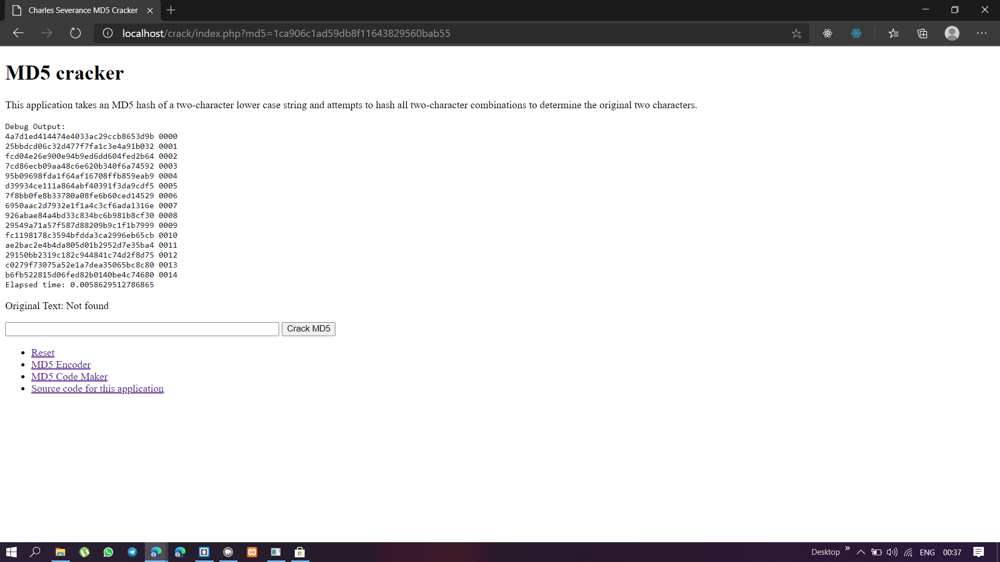 Charles Severance MD5 Cracker
localhost/crack/index.php?md5=1ca906c1ad59db8f11643829560bab55
MD5 cracker
This application takes an MD5 hash of a two-character lower case string and attempts to hash all two-character combinations to determine the original two characters.
Debug Output:
4a7d1ed414474e4033ac29ccb8653d9b 0000
25bbdcd06c32d477f7fa1c3e4a91b032 0001
fcd04e26e900e94b9ed6dd604fed2b64 0002
7cd86ecb09aa48c6e620b340f6a74592 0003
95b09698fda1f64af16708ffb859eab9 0004
d39934ce111a864abf40391f3da9cdf5 0005
7f8bb0fe8b33780a08fe6b60ced14529 0006
6950aac2d7932e1f1a4c3cf6ada1316e 0007
926abae84a4bd33c834bc6b981b8cf30 0008
29549a71a57f587d88209b9c1f1b7999 0009
fc1198178c3594bfdda3ca2996eb65cb 0010
ae2bac2e4b4da805d01b2952d7e35ba4 0011
29150bb2319c182c944841c74d2f8d75 0012
c0279f73075a52e1a7dea35065bc8c80 0013
b6fb522815d06fed82b0140be4c74680 0014
Elapsed time: 0.0058629512786865
Original Text: Not found
Crack MD5
Reset
MD5 Encoder
MD5 Code Maker
Source code for this application
Desktop » ENG 00:37